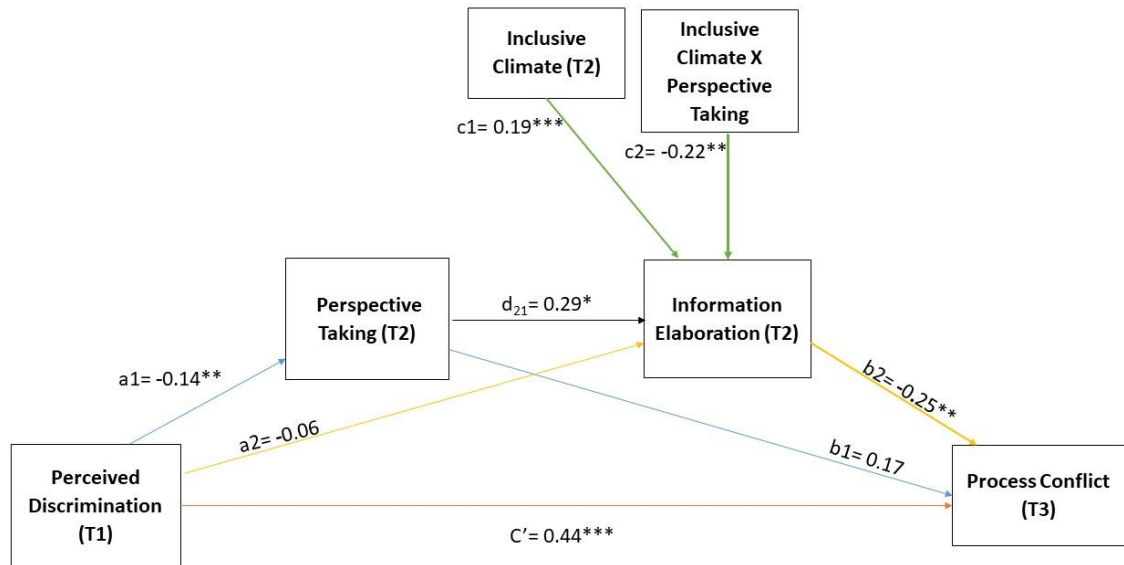 Inclusive
Climate (T2)
Inclusive
Climate X
Perspective
Taking
c1= 0.19***
c2= -0.22**
Perspective
Taking (T2)
d21= 0.29*
Information
Elaboration (T2)
a1= -0.14**
a2= -0.06
b2= -0.25**
b1= 0.17
Perceived
Discrimination
(T1)
Process Conflict
(T3)
C’= 0.44***